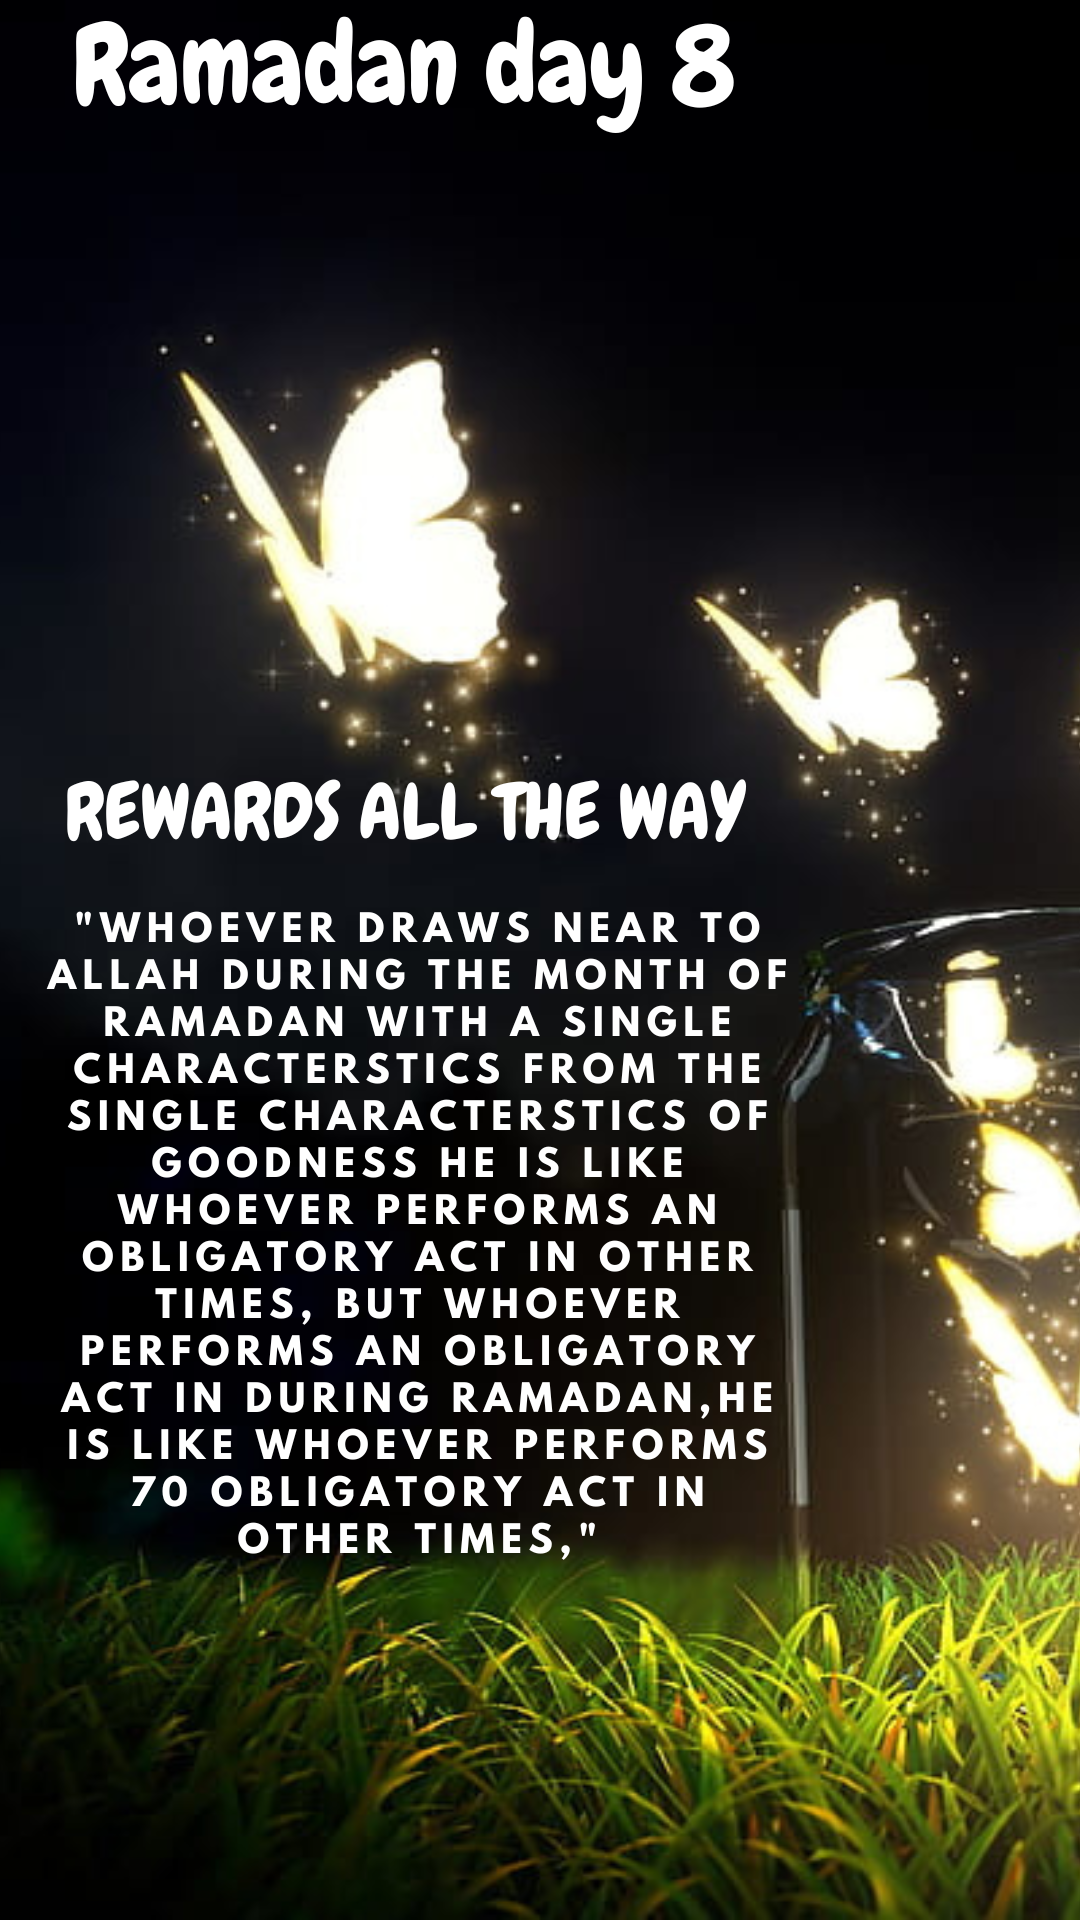 Ramadan day 8
REWARDS ALL THE WAY
"WHOEVER DRAWS NEAR TO
ALLAH DURING THE MONTH OF
RAMADAN WITH A SINGLE
CHARACTERSTICS FROM THE
SINGLE CHARACTERSTICS OF
GOODNESS HE IS LIKE
WHOEVER PERFORMS AN
OBLIGATORY ACT IN OTHER
TIMES, BUT WHOEVER
PERFORMS AN OBLIGATORY
ACT IN DURING RAMADAN,HE
IS LIKE WHOEVER PERFORMS
70 OBLIGATORY ACT IN
OTHER TIMES,"